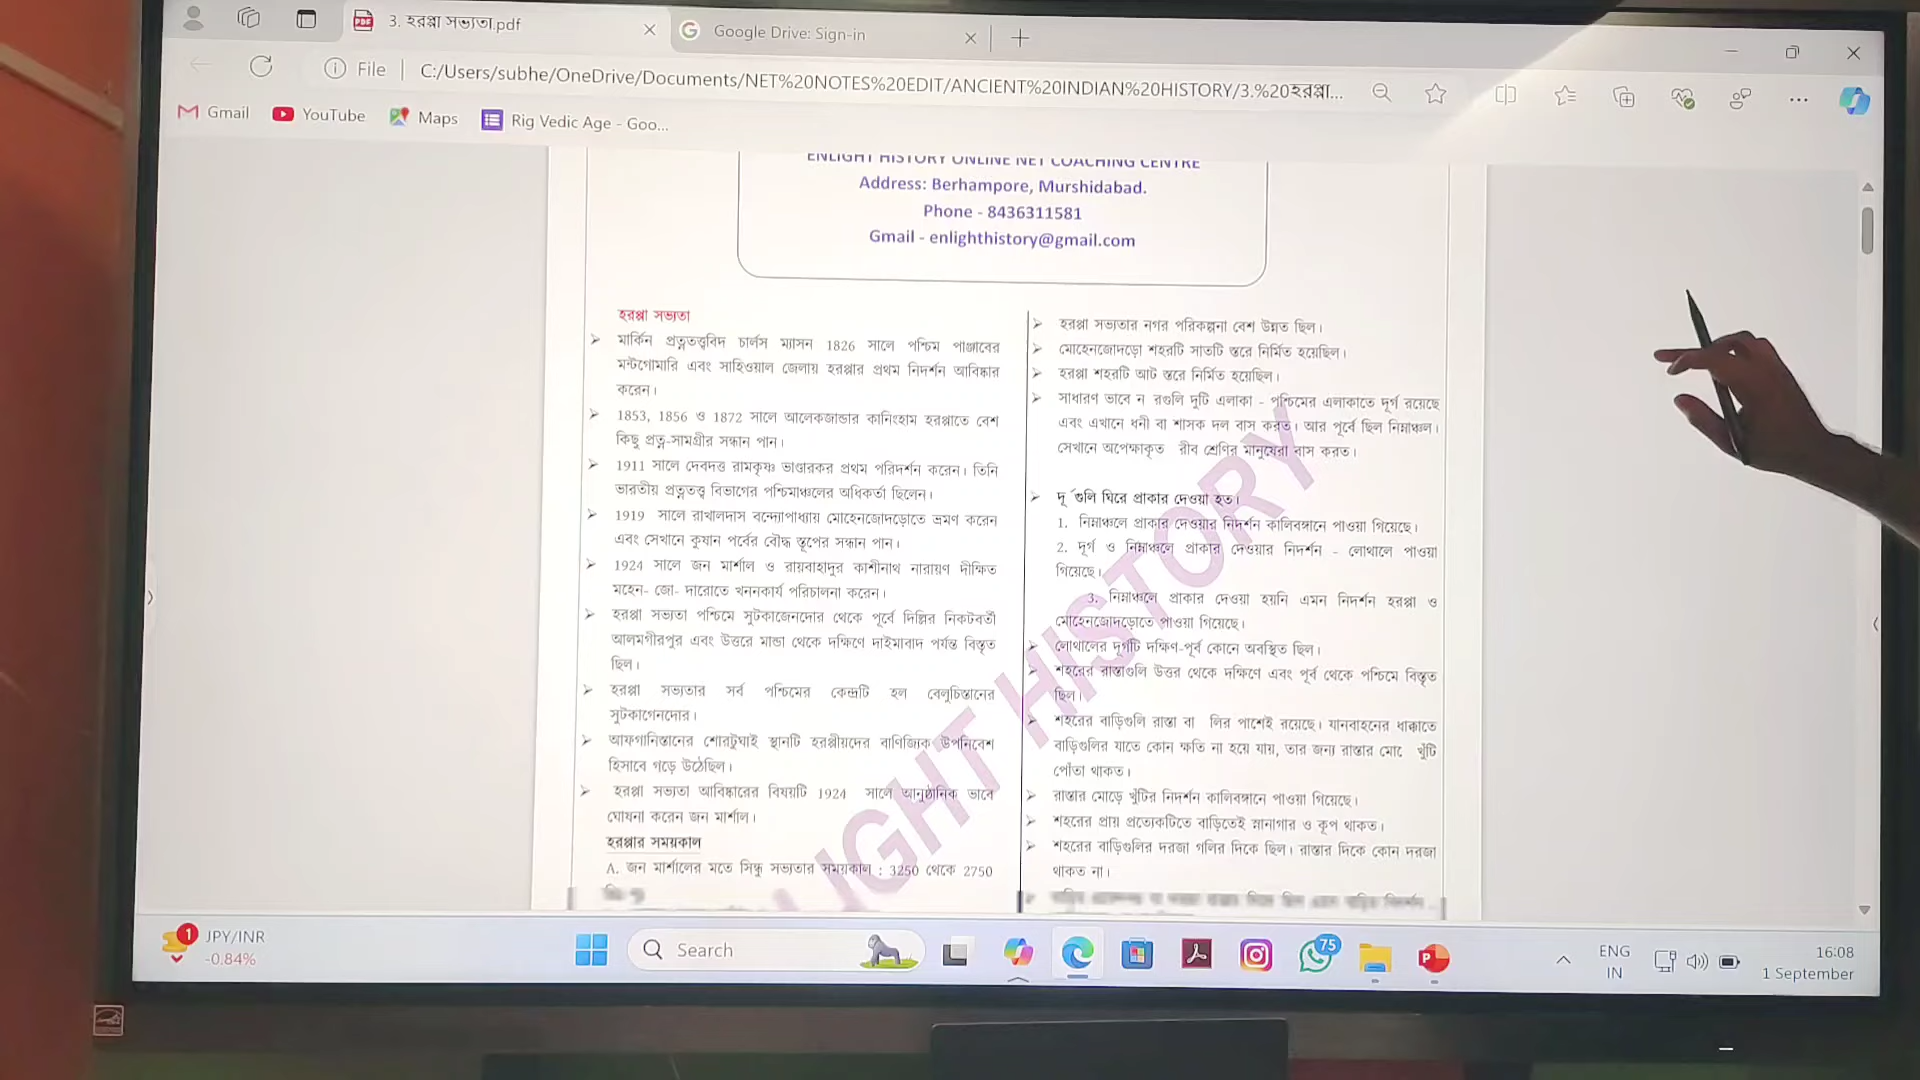 3. হরপ্পা সভ্যতা.pdf
Google Drive: Sign-in
File
C:/Users/subhe/OneDrive/Documents/NET%20NOTES%20EDIT/ANCIENT%20INDIAN%20HISTORY/3.%20হরপ্পা...
Gmail
YouTube
Maps
Rig Vedic Age - Goo...
ENLIGHT HISTORY ONLINE NET COACHING CENTRE
Address: Berhampore, Murshidabad.
Phone - 8436311581
Gmail - enlighthistory@gmail.com
হরপ্পা সভ্যতা
মার্কিন প্রত্নতত্ত্ববিদ চার্লস ম্যাসন 1826 সালে পশ্চিম পাঞ্জাবের
মন্টগোমারি এবং সাহিওয়াল জেলায় হরপ্পার প্রথম নিদর্শন আবিষ্কার
করেন।
1853, 1856 ও 1872 সালে আলেকজান্ডার কানিংহাম হরপ্পাতে বেশ
কিছু প্রত্ন-সামগ্রীর সন্ধান পান।
1911 সালে দেবদত্ত রামকৃষ্ণ ভাণ্ডারকর প্রথম পরিদর্শন করেন। তিনি
ভারতীয় প্রত্নতত্ত্ব বিভাগের পশ্চিমাঞ্চলের অধিকর্তা ছিলেন।
1919 সালে রাখালদাস বন্দ্যোপাধ্যায় মোহেনজোদড়োতে ভ্রমণ করেন
এবং সেখানে কুষান পর্বের বৌদ্ধ স্তূপের সন্ধান পান।
1924 সালে জন মার্শাল ও রায়বাহাদুর কাশীনাথ নারায়ণ দীক্ষিত
মহেন- জো- দারোতে খননকার্য পরিচালনা করেন।
হরপ্পা সভ্যতা পশ্চিমে সুটকাজেনদোর থেকে পূর্বে দিল্লির নিকটবর্তী
আলমগীরপুর এবং উত্তরে মান্ডা থেকে দক্ষিণে দাইমাবাদ পর্যন্ত বিস্তৃত
ছিল।
হরপ্পা সভ্যতার সর্ব পশ্চিমের কেন্দ্রটি হল বেলুচিস্তানের
সুটকাগেনদোর।
আফগানিস্তানের শোরটুঘাই স্থানটি হরপ্পীয়দের বাণিজ্যিক উপনিবেশ
হিসাবে গড়ে উঠেছিল।
হরপ্পা সভ্যতা আবিষ্কারের বিষয়টি 1924 সালে আনুষ্ঠানিক ভাবে
ঘোষনা করেন জন মার্শাল।
হরপ্পার সময়কাল
A. জন মার্শালের মতে সিন্ধু সভ্যতার সময়কাল : 3250 থেকে 2750
হরপ্পা সভ্যতার নগর পরিকল্পনা বেশ উন্নত ছিল।
মোহেনজোদড়ো শহরটি সাতটি স্তরে নির্মিত হয়েছিল।
হরপ্পা শহরটি আট স্তরে নির্মিত হয়েছিল।
সাধারণ ভাবে ন রগুলি দুটি এলাকা - পশ্চিমের এলাকাতে দূর্গ রয়েছে
এবং এখানে ধনী বা শাসক দল বাস করত। আর পূর্বে ছিল নিম্নাঞ্চল।
সেখানে অপেক্ষাকৃত রীব শ্রেণির মানুষেরা বাস করত।
দূ র্গুলি ঘিরে প্রাকার দেওয়া হত।
1. নিম্নাঞ্চলে প্রাকার দেওয়ার নিদর্শন কালিবঙ্গানে পাওয়া গিয়েছে।
2. দূর্গ ও নিম্নাঞ্চলে প্রাকার দেওয়ার নিদর্শন - লোথালে পাওয়া
গিয়েছে।
3. নিম্নাঞ্চলে প্রাকার দেওয়া হয়নি এমন নিদর্শন হরপ্পা ও
মোহেনজোদড়োতে পাওয়া গিয়েছে।
লোথালের দূর্গটি দক্ষিণ-পূর্ব কোনে অবস্থিত ছিল।
শহরের রাস্তাগুলি উত্তর থেকে দক্ষিণে এবং পূর্ব থেকে পশ্চিমে বিস্তৃত
ছিল।
শহরের বাড়িগুলি রাস্তা বা লির পাশেই রয়েছে। যানবাহনের ধাক্কাতে
বাড়িগুলির যাতে কোন ক্ষতি না হয়ে যায়, তার জন্য রাস্তার মোে খুঁটি
পোঁতা থাকত।
রাস্তার মোড়ে খুঁটির নিদর্শন কালিবঙ্গানে পাওয়া গিয়েছে।
শহরের প্রায় প্রত্যেকটিতে বাড়িতেই স্নানাগার ও কূপ থাকত।
শহরের বাড়িগুলির দরজা গলির দিকে ছিল। রাস্তার দিকে কোন দরজা
থাকত না।
LIGHT HISTORY
1
JPY/INR
-0.84%
Search
75
ENG
IN
16:08
1 September